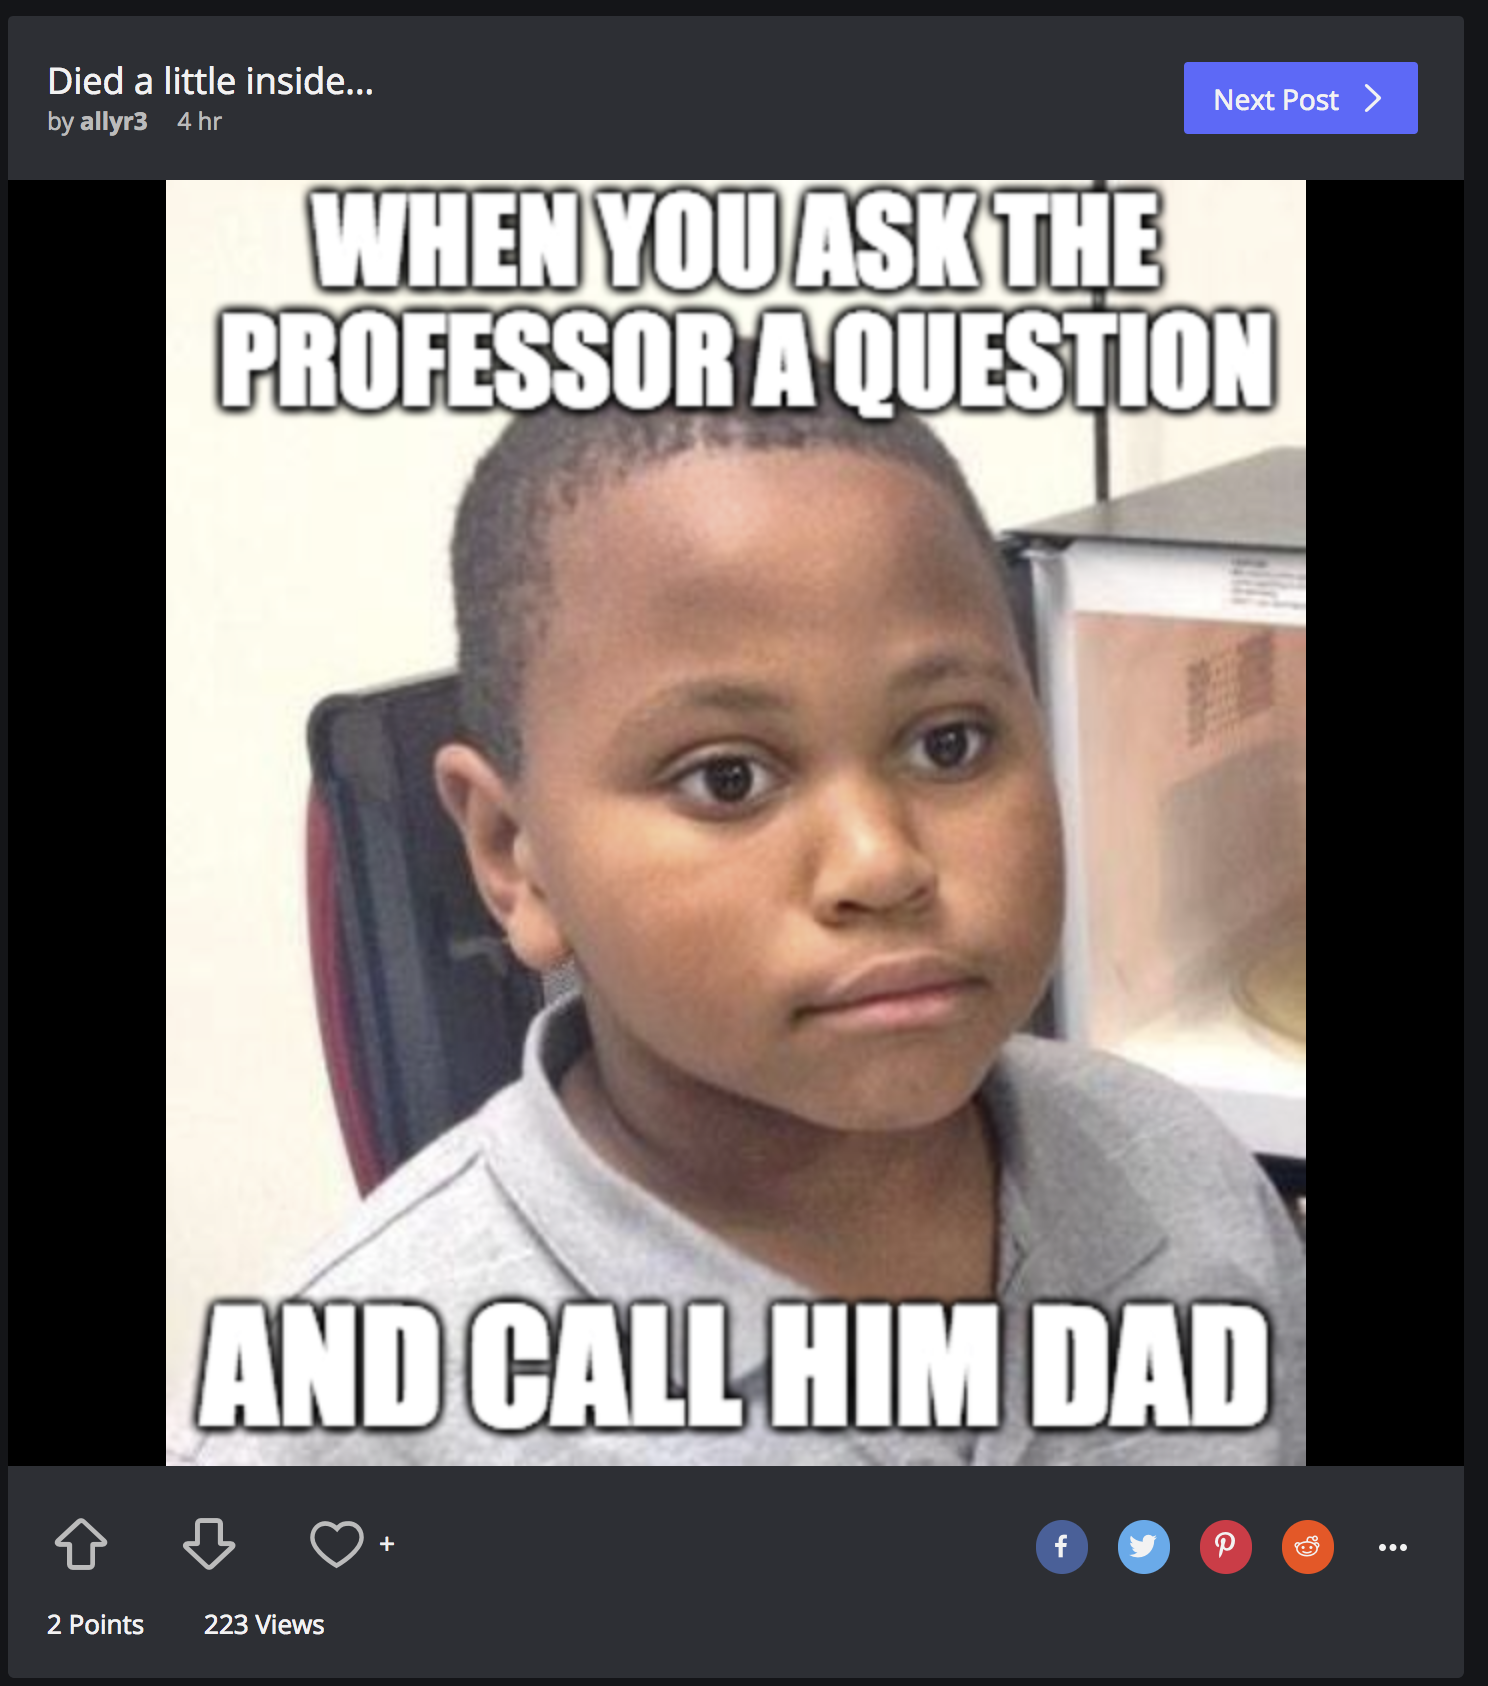 Died a little inside...
by allyr3 4 hr
Next Post
WHEN YOU ASK THE
PROFESSOR A QUESTION
AND CALL HIM DAD
+
2 Points 223 Views